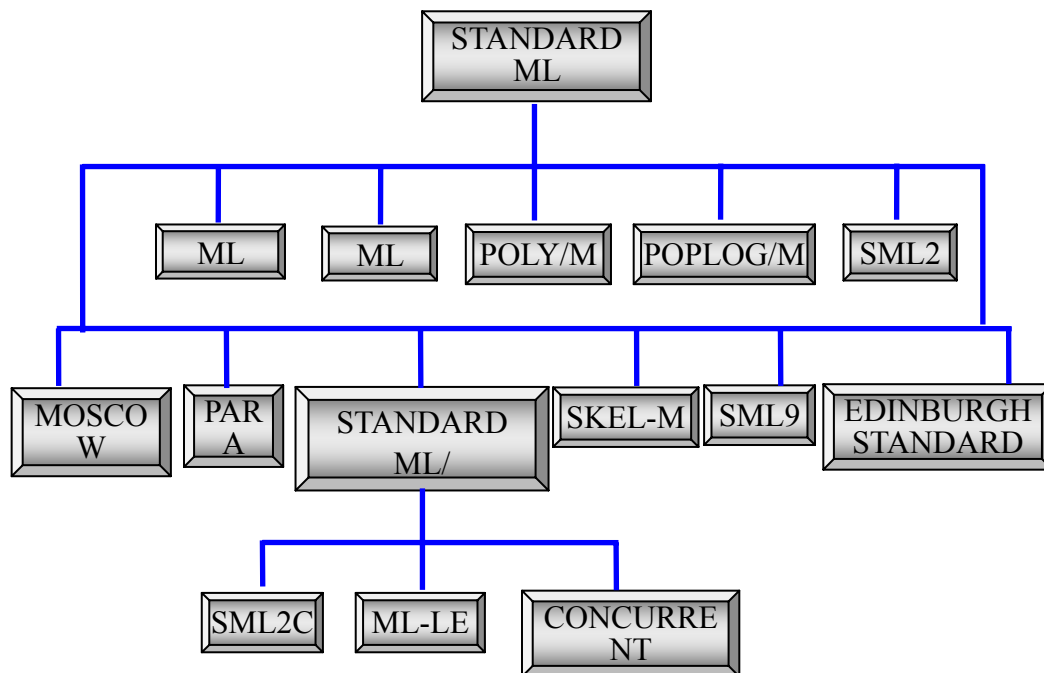 STANDARD
ML
ML
ML
POLY/M
POPLOG/M
SML2
MOSCO
W
PAR
A
STANDARD
ML/
SKEL-M
SML9
EDINBURGH
STANDARD
SML2C
ML-LE
CONCURRE
NT